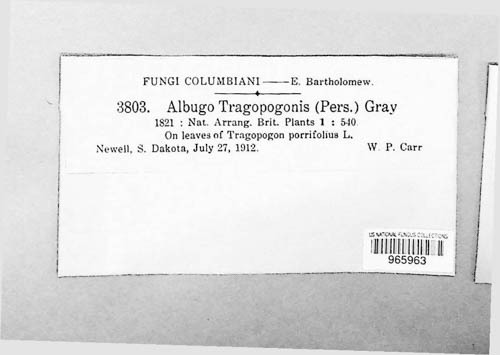 FUNGI COLUMBIANI——E. Bartholomew.
3803. Albugo Tragopogonis (Pers.) Gray
1821 : Nat. Arrang. Brit. Plants 1 : 540.
On leaves of Tragopogon porrifolius L.
Newell, S. Dakota, July 27, 1912. W. P. Carr
US NATIONAL FUNGUS COLLECTIONS
965963